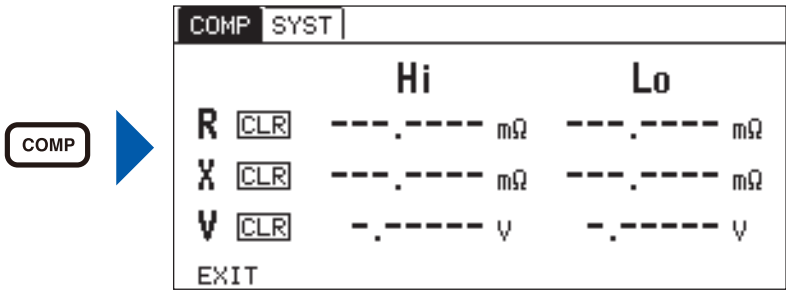 COMP
COMP SYST
Hi Lo
R CLR ---.---- mΩ ---.---- mΩ
X CLR ---.---- mΩ ---.---- mΩ
V CLR -.----- V -.----- V
EXIT